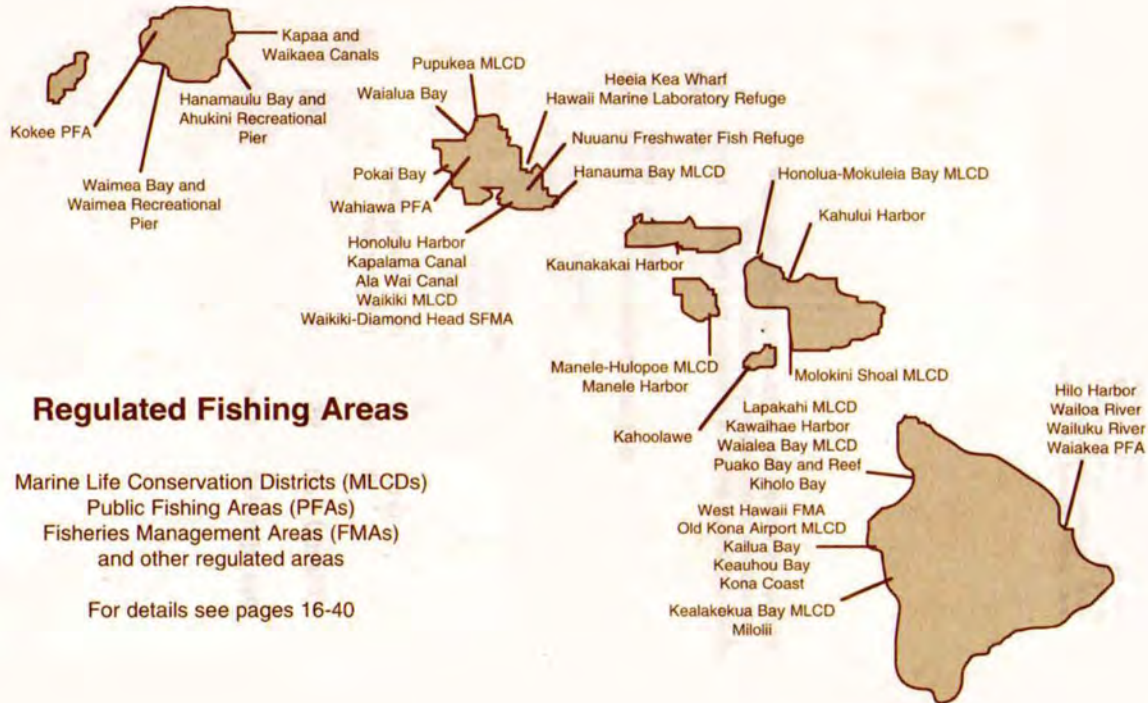 Kapaa and
Waikaea Canals
Hanamaulu Bay and
Ahukini Recreational
Pier
Kokee PFA
Waimea Bay and
Waimea Recreational
Pier
Pupukea MLCD
Waialua Bay
Heeia Kea Wharf
Hawaii Marine Laboratory Refuge
Nuuanu Freshwater Fish Refuge
Pokai Bay
Hanauma Bay MLCD
Wahiawa PFA
Honolulu Harbor
Kapalama Canal
Ala Wai Canal
Waikiki MLCD
Waikiki-Diamond Head SFMA
Honolua-Mokuleia Bay MLCD
Kahului Harbor
Kaunakakai Harbor
Manele-Hulopoe MLCD
Manele Harbor
Molokini Shoal MLCD
Kahoolawe
Regulated Fishing Areas
Marine Life Conservation Districts (MLCDs)
Public Fishing Areas (PFAs)
Fisheries Management Areas (FMAs)
and other regulated areas
For details see pages 16-40
Lapakahi MLCD
Kawaihae Harbor
Waialea Bay MLCD
Puako Bay and Reef
Kiholo Bay
West Hawaii FMA
Old Kona Airport MLCD
Kailua Bay
Keauhou Bay
Kona Coast
Kealakekua Bay MLCD
Milolii
Hilo Harbor
Wailoa River
Wailuku River
Waiakea PFA